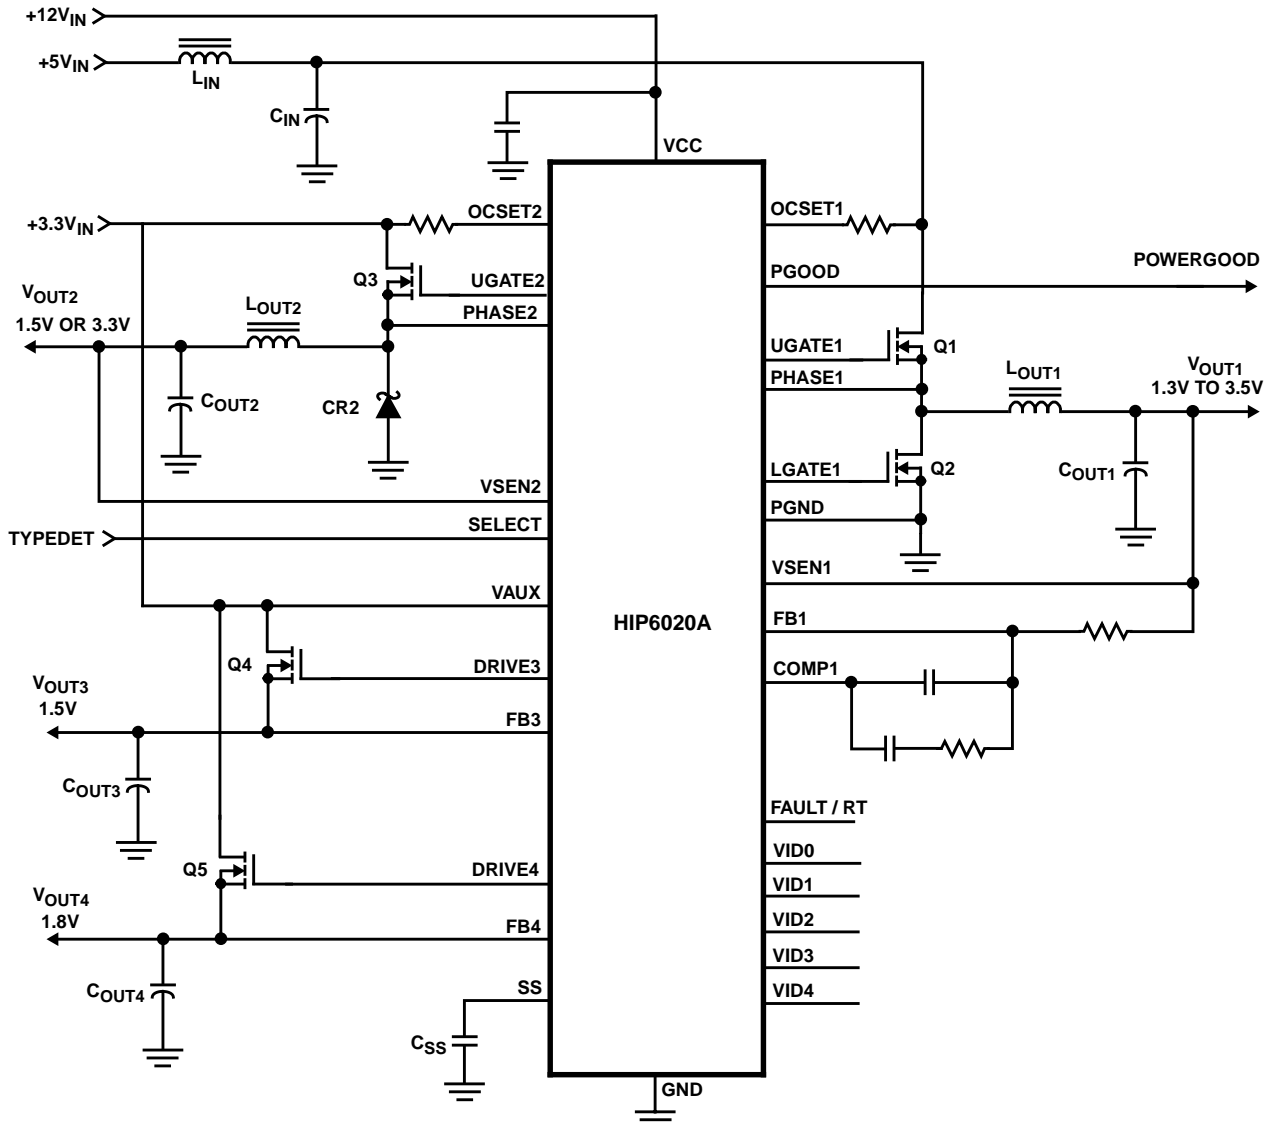 +12VIN
+5VIN
LIN
CIN
VCC
+3.3VIN
OCSET2
OCSET1
Q3
UGATE2
PGOOD
POWERGOOD
VOUT2
1.5V OR 3.3V
LOUT2
PHASE2
UGATE1
Q1
PHASE1
LOUT1
VOUT1
1.3V TO 3.5V
COUT2
CR2
LGATE1
Q2
COUT1
VSEN2
PGND
TYPEDET
SELECT
VSEN1
VAUX
HIP6020A
FB1
Q4
DRIVE3
COMP1
VOUT3
1.5V
FB3
COUT3
FAULT / RT
VID0
Q5
DRIVE4
VID1
VOUT4
1.8V
FB4
VID2
VID3
COUT4
SS
VID4
CSS
GND